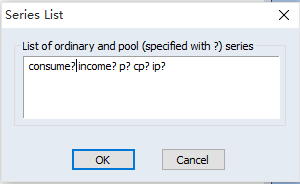 Series List
List of ordinary and pool (specified with ?) series
consume? income? p? cp? ip?
OK
Cancel